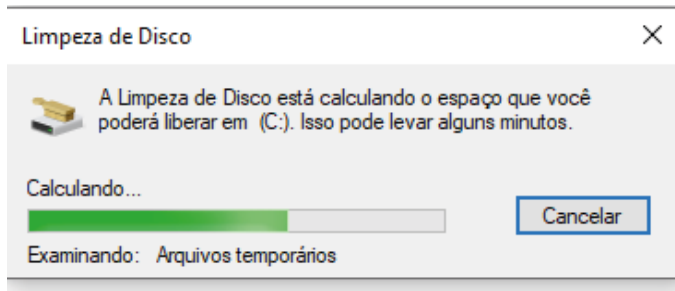 Limpeza de Disco
A Limpeza de Disco está calculando o espaço que você
poderá liberar em (C:). Isso pode levar alguns minutos.
Calculando...
Cancelar
Examinando: Arquivos temporários